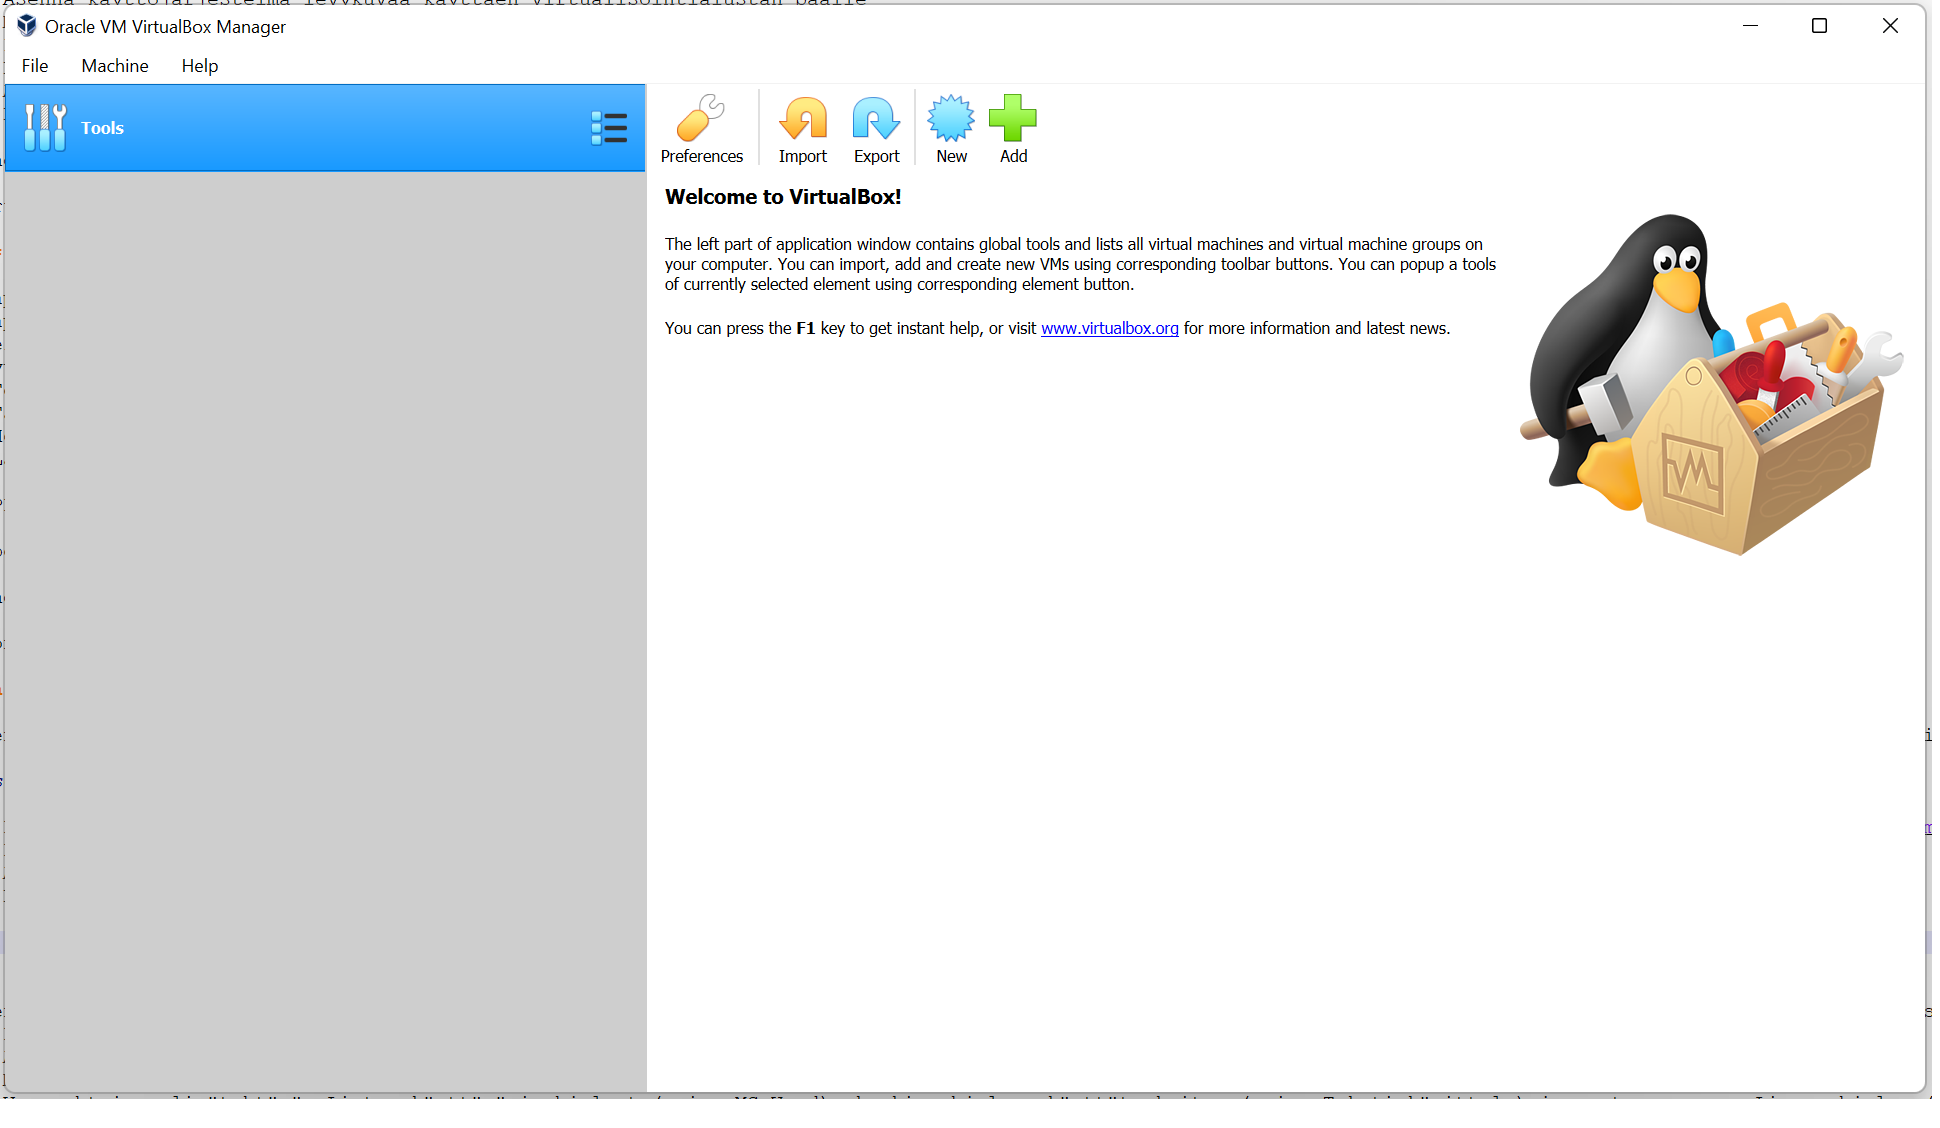 Oracle VM VirtualBox Manager
File Machine Help
Tools
Preferences Import Export New Add
Welcome to VirtualBox!
The left part of application window contains global tools and lists all virtual machines and virtual machine groups on
your computer. You can import, add and create new VMs using corresponding toolbar buttons. You can popup a tools
of currently selected element using corresponding element button.
You can press the F1 key to get instant help, or visit www.virtualbox.org for more information and latest news.